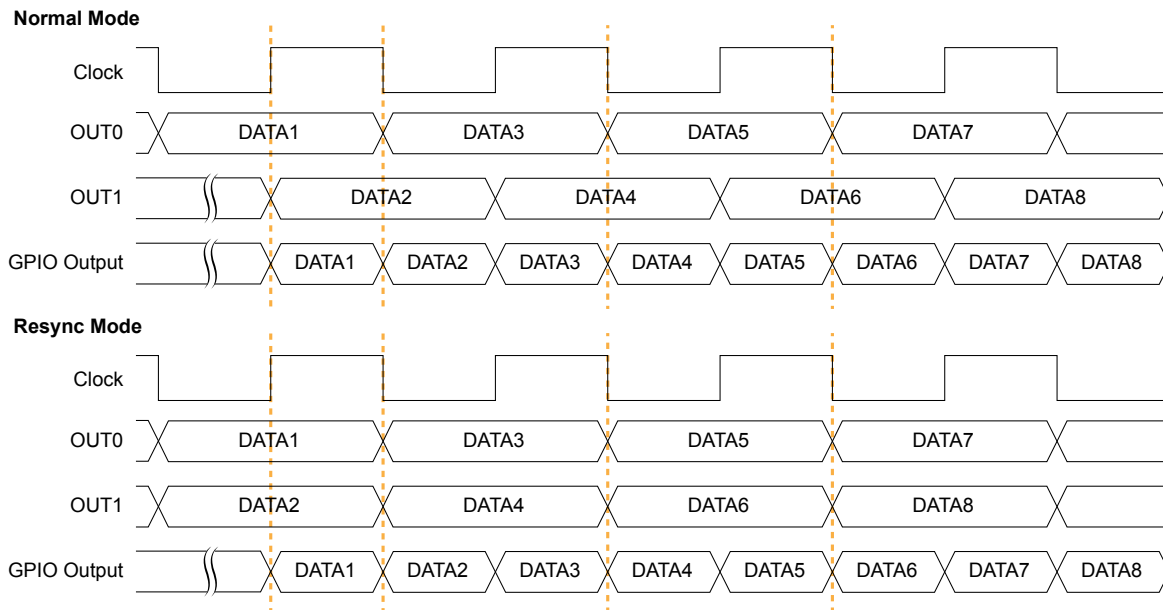 Normal Mode
Clock
OUT0 DATA1 DATA3 DATA5 DATA7
OUT1 DATA2 DATA4 DATA6 DATA8
GPIO Output DATA1 DATA2 DATA3 DATA4 DATA5 DATA6 DATA7 DATA8
Resync Mode
Clock
OUT0 DATA1 DATA3 DATA5 DATA7
OUT1 DATA2 DATA4 DATA6 DATA8
GPIO Output DATA1 DATA2 DATA3 DATA4 DATA5 DATA6 DATA7 DATA8